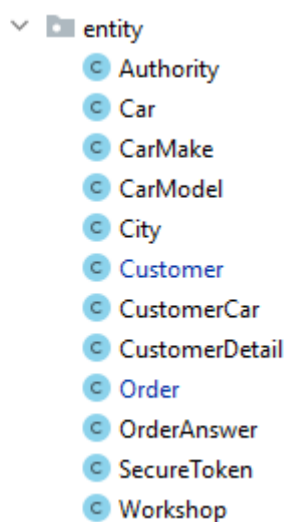 entity
C Authority
C Car
C CarMake
C CarModel
C City
C Customer
C CustomerCar
C CustomerDetail
C Order
C OrderAnswer
C SecureToken
C Workshop